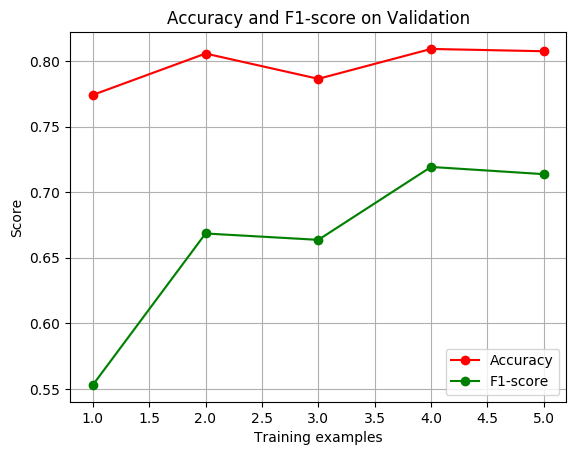 Accuracy and F1-score on Validation
Score
0.80
0.75
0.70
0.65
0.60
0.55
Accuracy
F1-score
1.0 1.5 2.0 2.5 3.0 3.5 4.0 4.5 5.0
Training examples